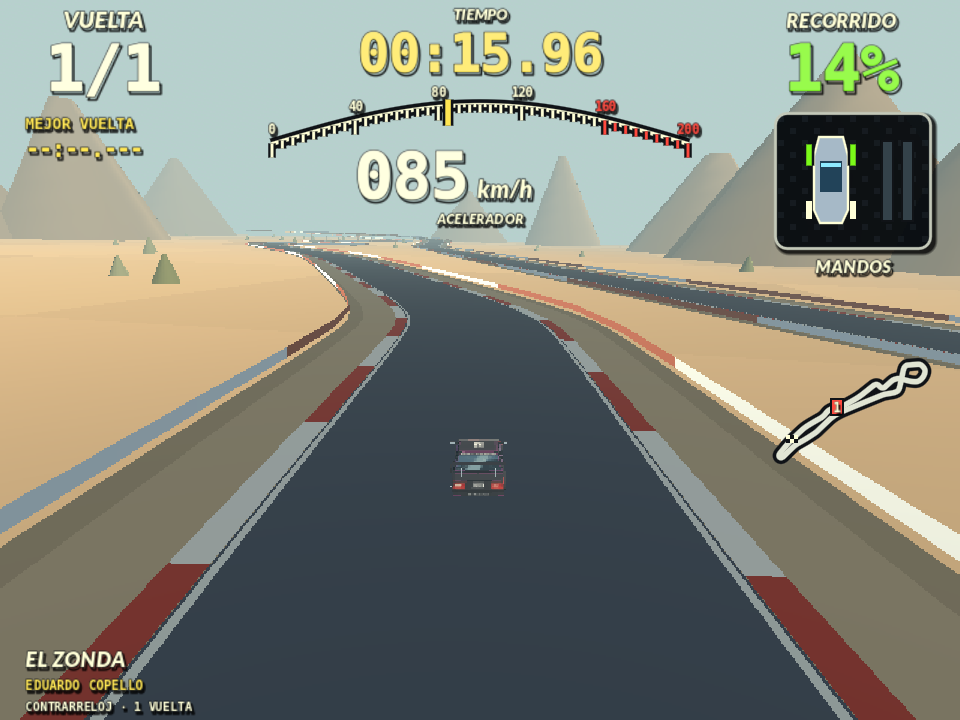 VUELTA
1/1
MEJOR VUELTA
--:--.---
TIEMPO
00:15.96
0 40 80 120 160 200
085 km/h
ACELERADOR
RECORRIDO
14%
MANDOS
1
EL ZONDA
EDUARDO COPELLO
CONTRARRELOJ · 1 VUELTA